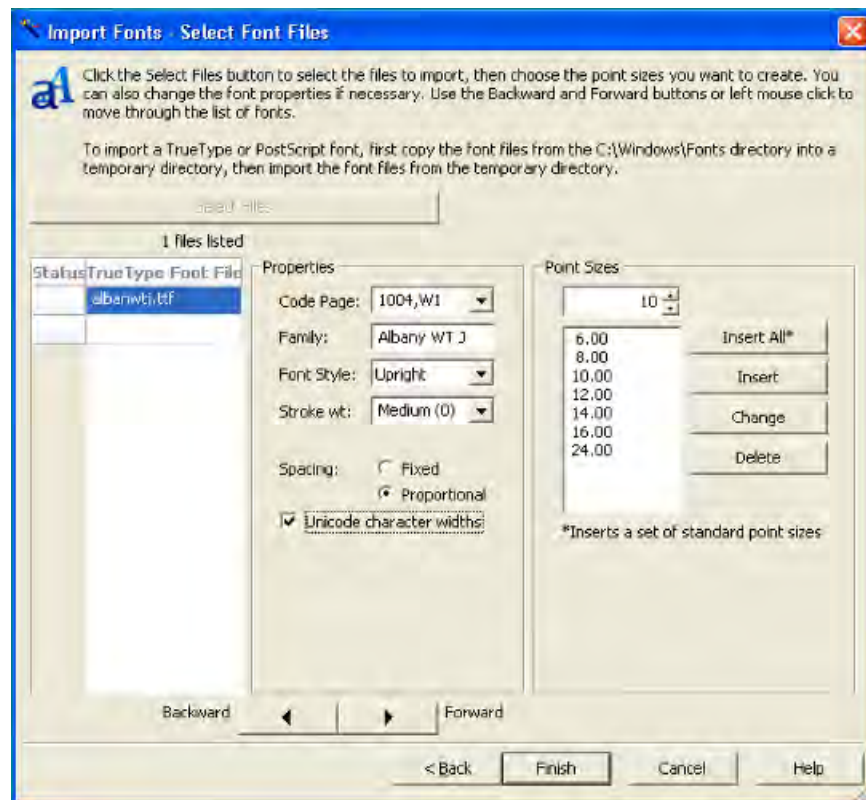 Import Fonts - Select Font Files
Click the Select Files button to select the files to import, then choose the point sizes you want to create. You
can also change the font properties if necessary. Use the Backward and Forward buttons or left mouse click to
move through the list of fonts.
To import a TrueType or PostScript font, first copy the font files from the C:\Windows\Fonts directory into a
temporary directory, then import the font files from the temporary directory.
Select Files
1 files listed
Status TrueType Font File
albanwtj.ttf
Properties
Code Page: 1004,W1
Family: Albany WT J
Font Style: Upright
Stroke wt: Medium (0)
Spacing: Fixed
Proportional
Unicode character widths
Point Sizes
10
6.00
8.00
10.00
12.00
14.00
16.00
24.00
Insert All*
Insert
Change
Delete
*Inserts a set of standard point sizes
Backward Forward
< Back Finish Cancel Help